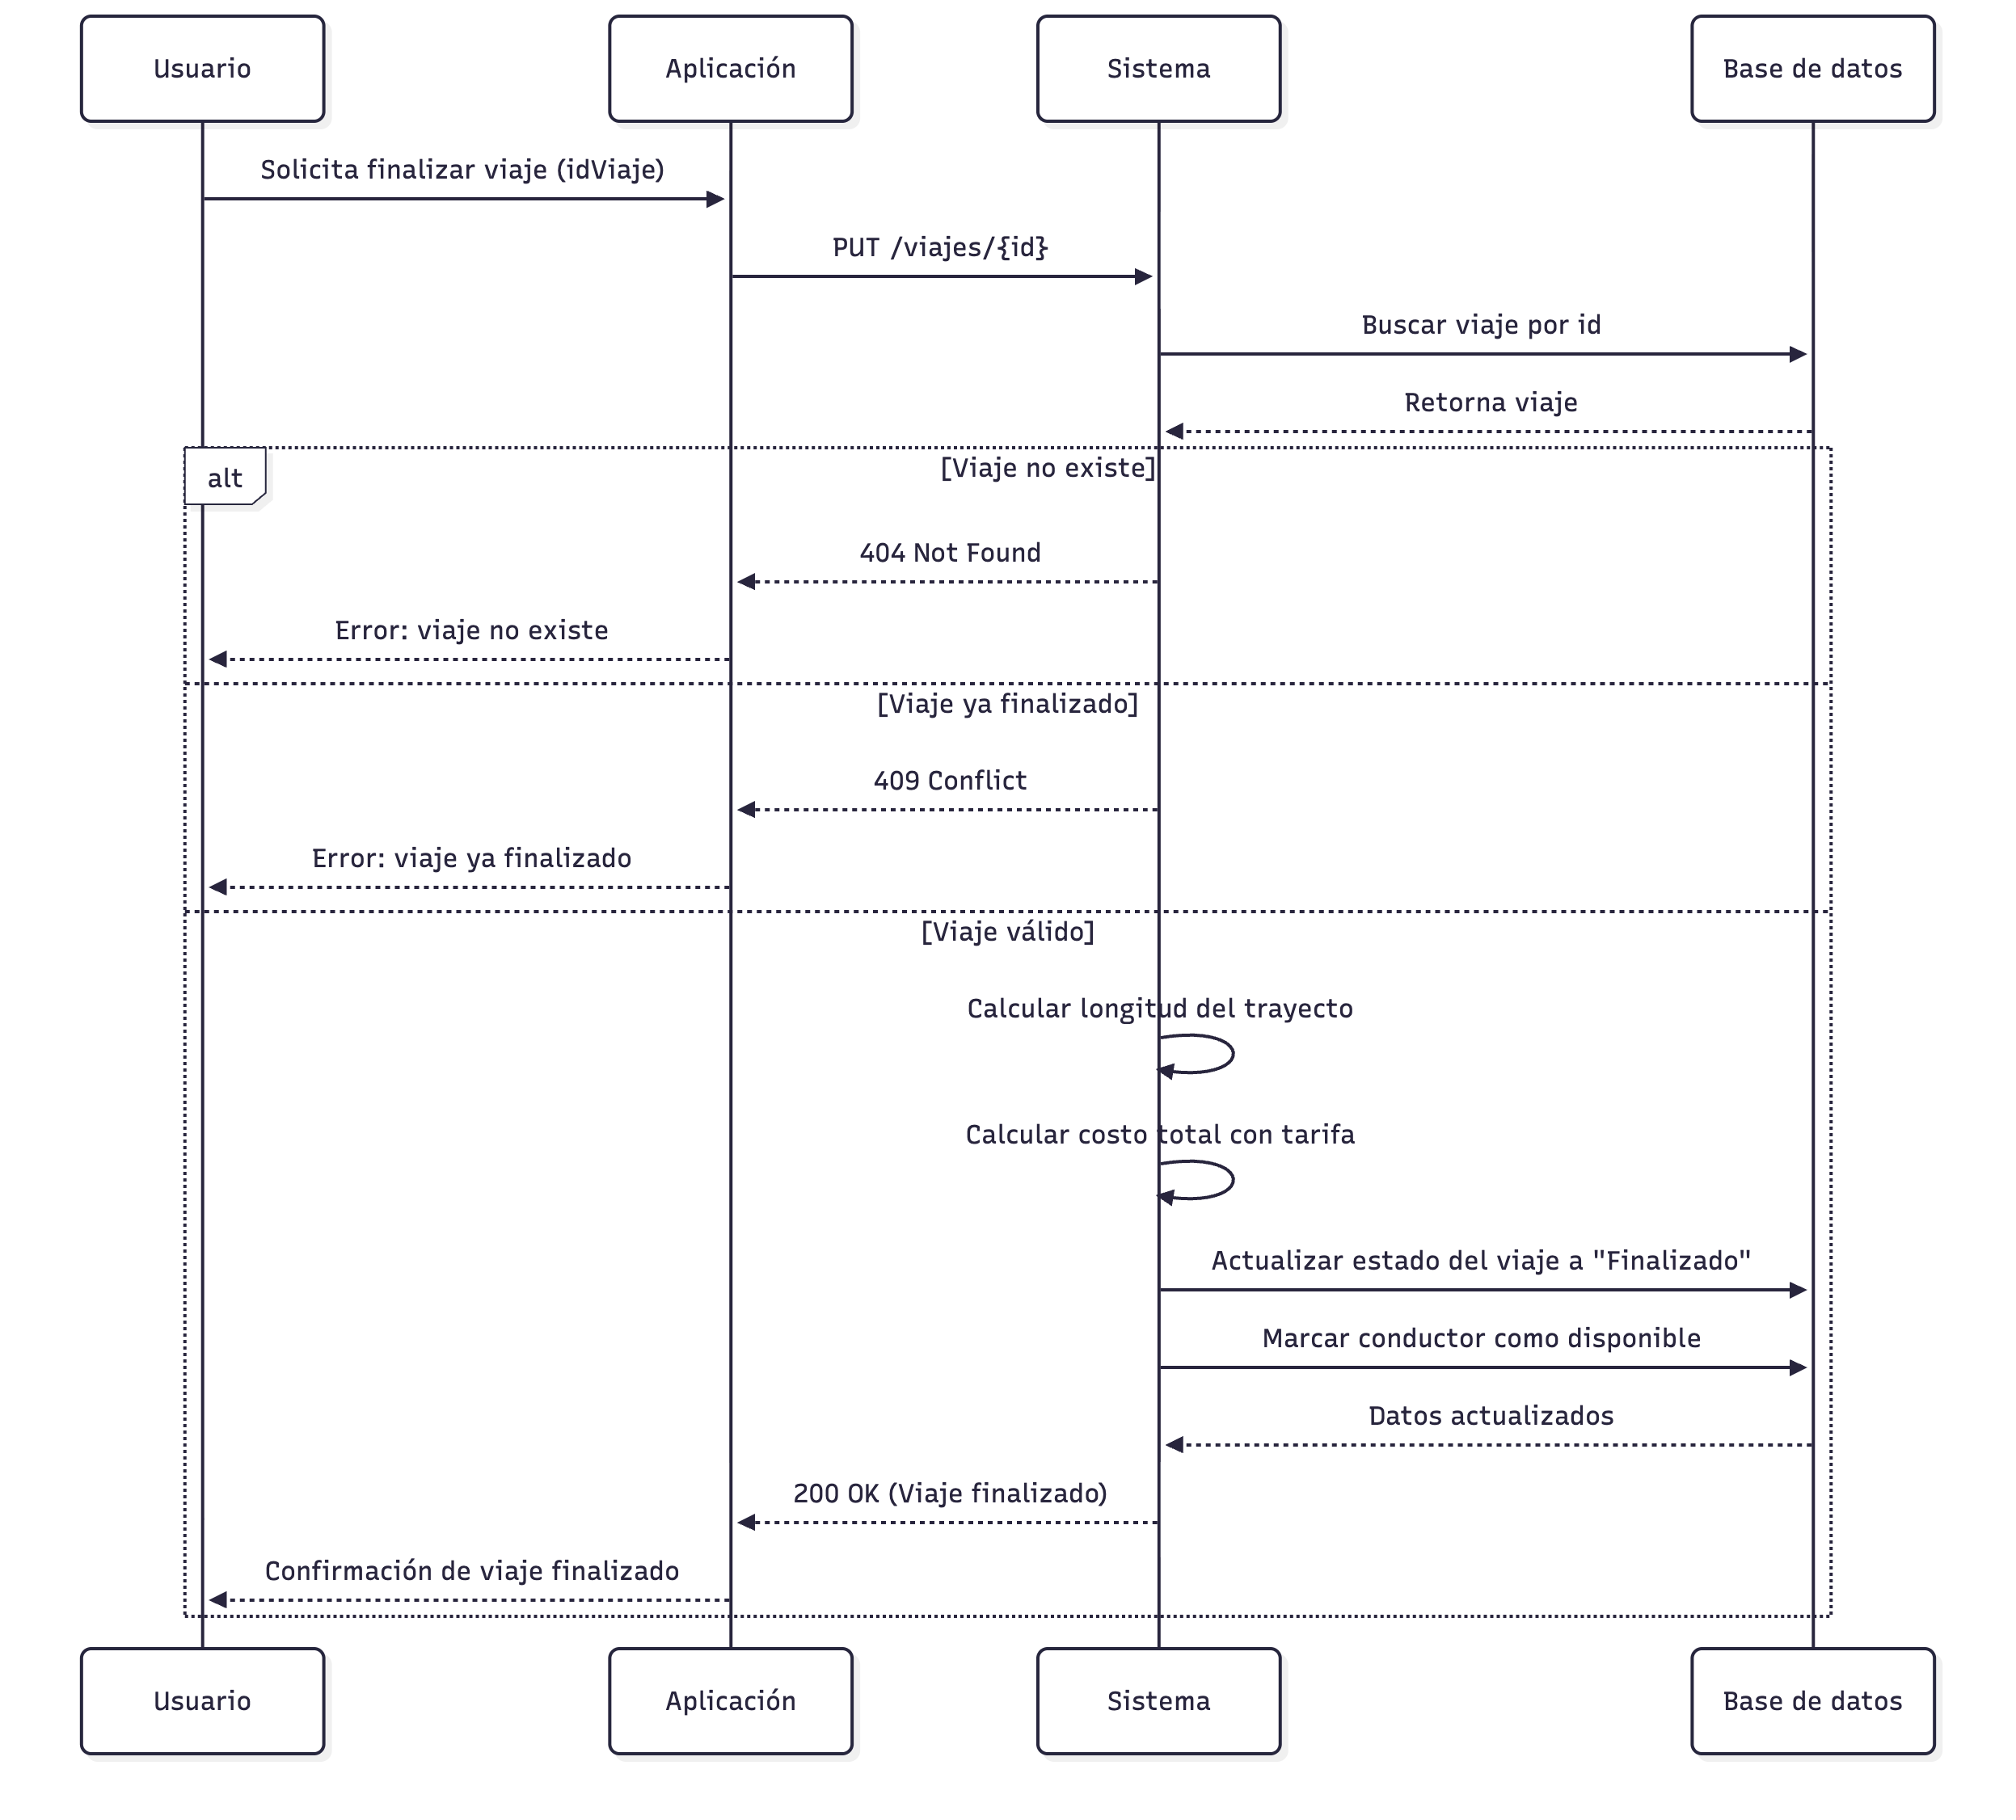 Usuario
Aplicación
Sistema
Base de datos
Solicita finalizar viaje (idViaje)
PUT /viajes/{id}
Buscar viaje por id
Retorna viaje
alt
[Viaje no existe]
404 Not Found
Error: viaje no existe
[Viaje ya finalizado]
409 Conflict
Error: viaje ya finalizado
[Viaje válido]
Calcular longitud del trayecto
Calcular costo total con tarifa
Actualizar estado del viaje a "Finalizado"
Marcar conductor como disponible
Datos actualizados
200 OK (Viaje finalizado)
Confirmación de viaje finalizado
Usuario
Aplicación
Sistema
Base de datos